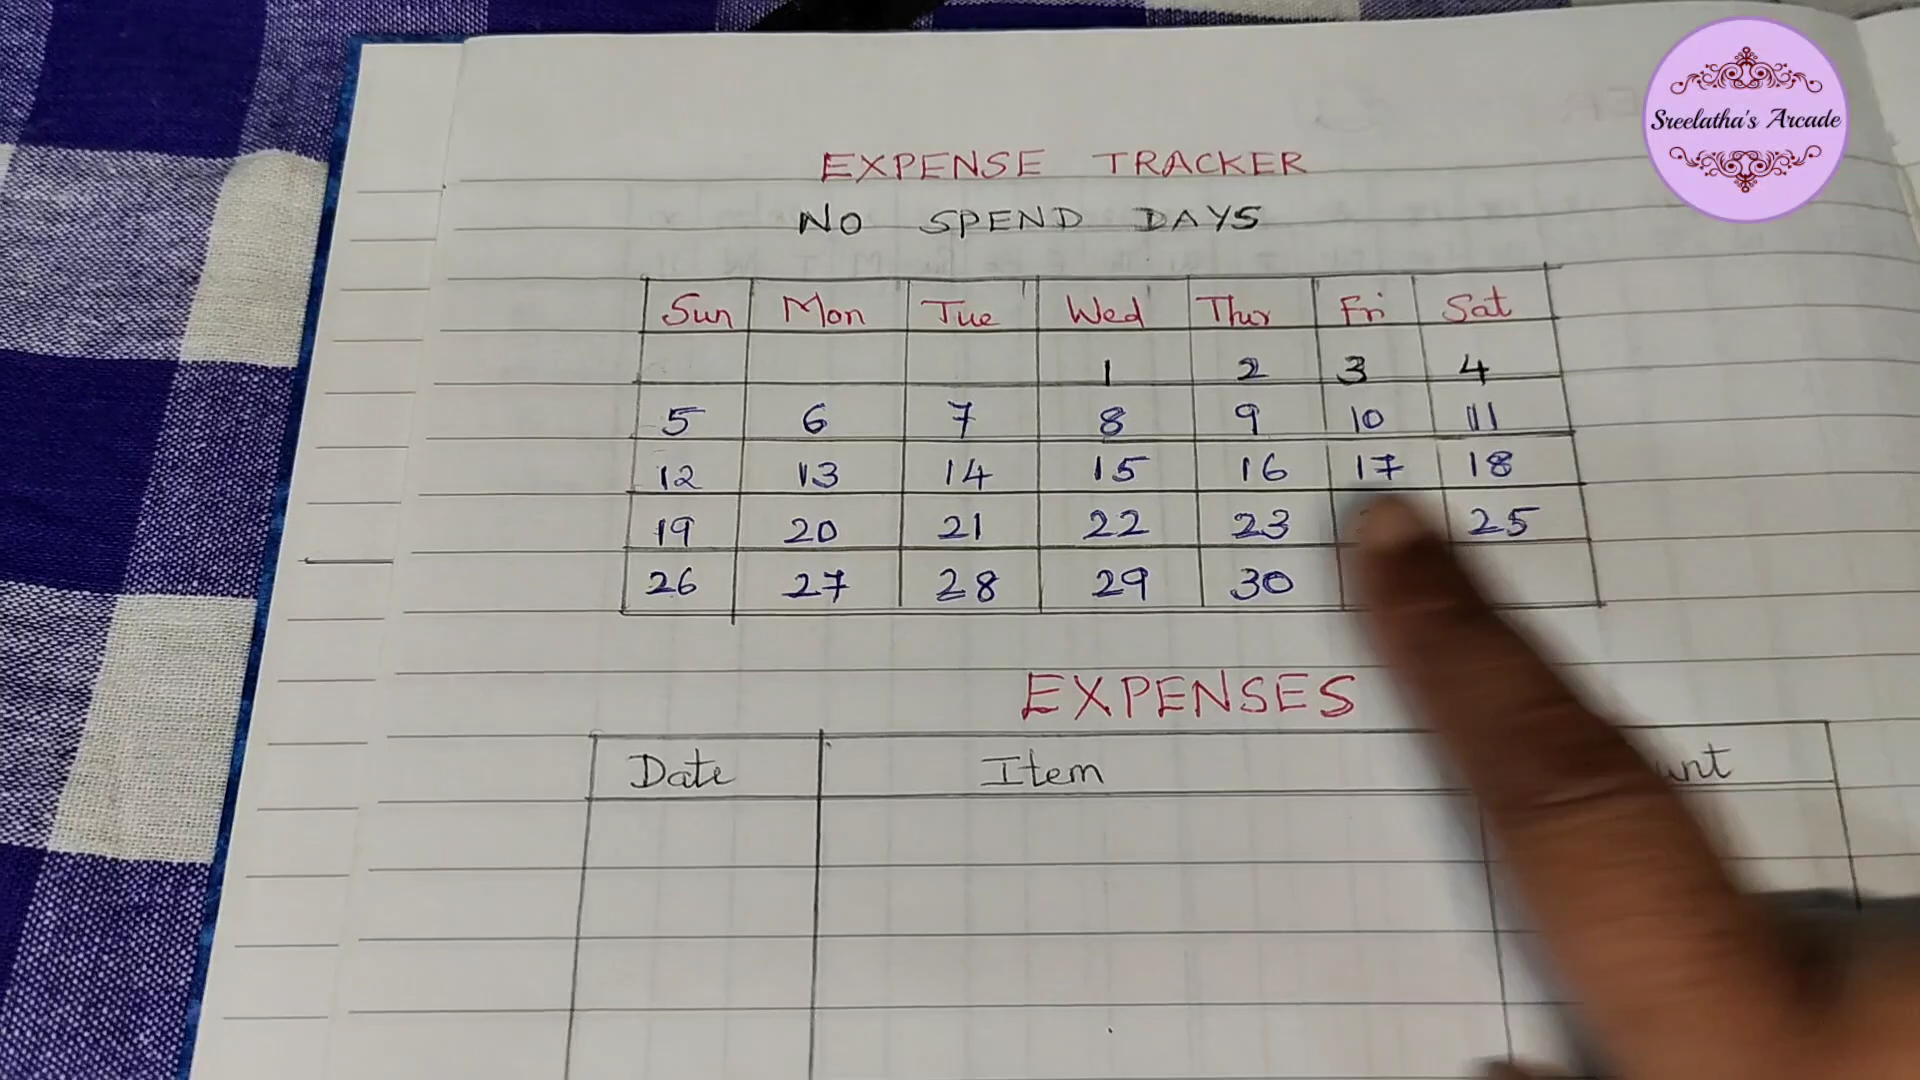 Sreelatha's Arcade
EXPENSE TRACKER
NO SPEND DAYS
Sun Mon Tue Wed Thur Fri Sat
1 2 3 4
5 6 7 8 9 10 11
12 13 14 15 16 17 18
19 20 21 22 23 25
26 27 28 29 30
EXPENSES
Date Item